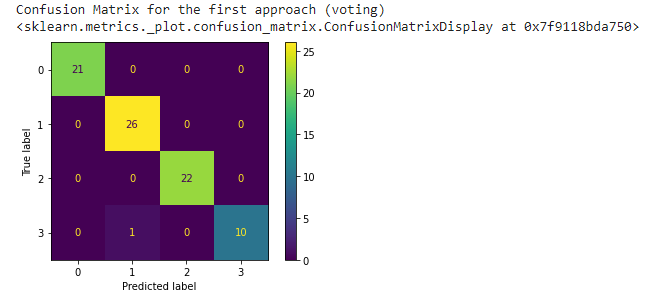 Confusion Matrix for the first approach (voting)
<sklearn.metrics._plot.confusion_matrix.ConfusionMatrixDisplay at 0x7f9118bda750>
0 21 0 0 0
1 0 26 0 0
2 0 0 22 0
3 0 1 0 10
0 1 2 3
Predicted label
True label
25
20
15
10
5
0